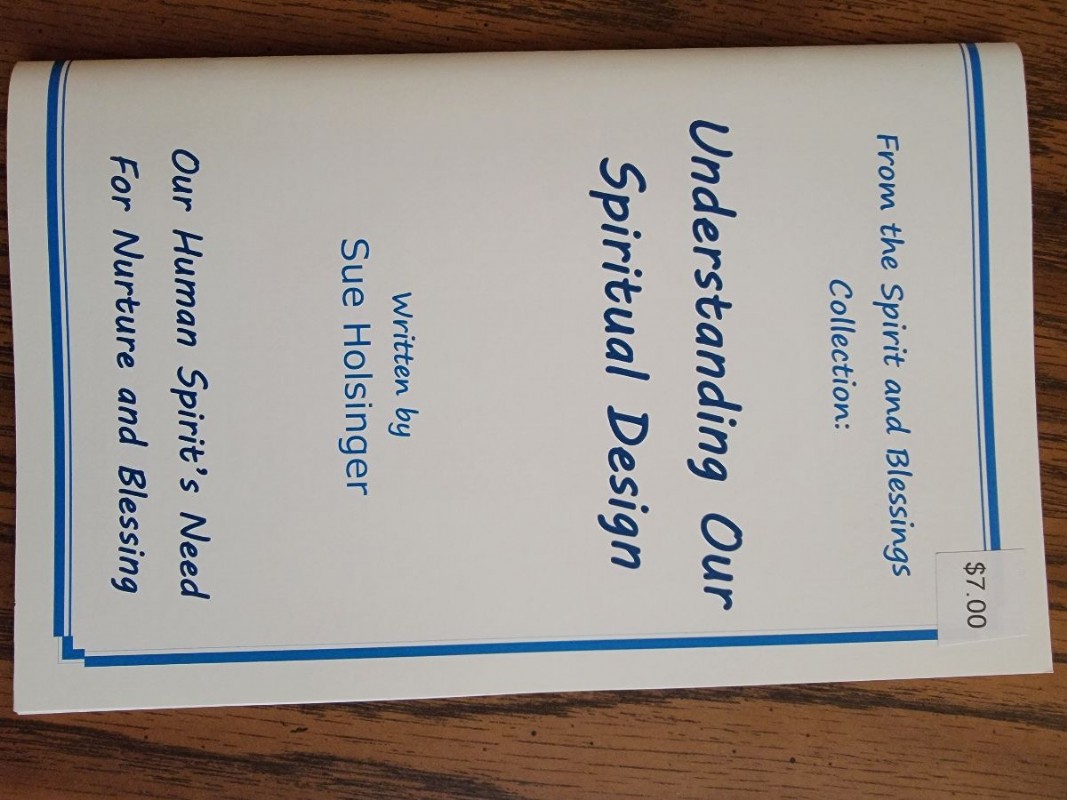 $7.00
From the Spirit and Blessings
Collection:
Understanding Our
Spiritual Design
Written by
Sue Holsinger
Our Human Spirit's Need
For Nurture and Blessing